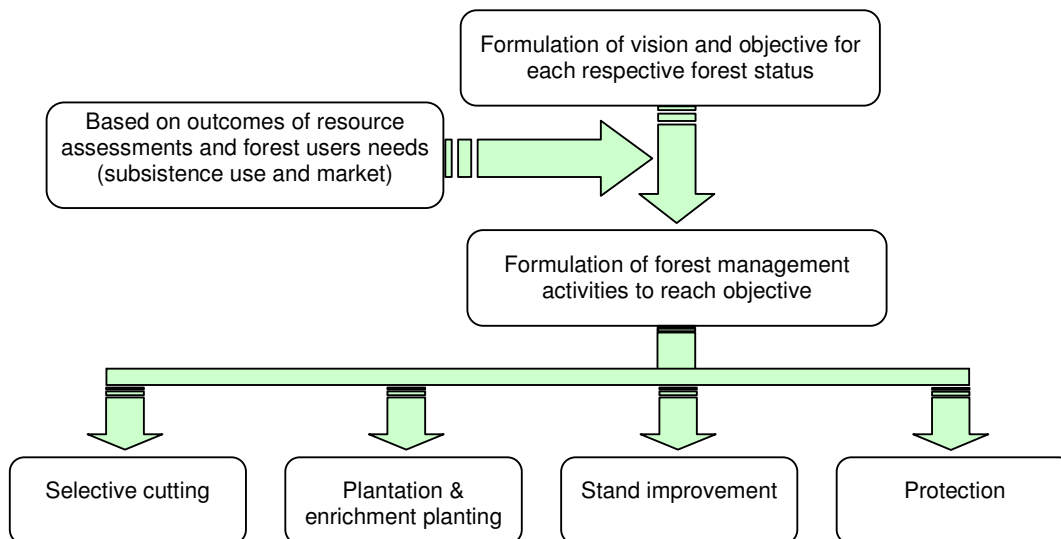 Formulation of vision and objective for
each respective forest status
Based on outcomes of resource
assessments and forest users needs
(subsistence use and market)
Formulation of forest management
activities to reach objective
Selective cutting
Plantation &
enrichment planting
Stand improvement
Protection